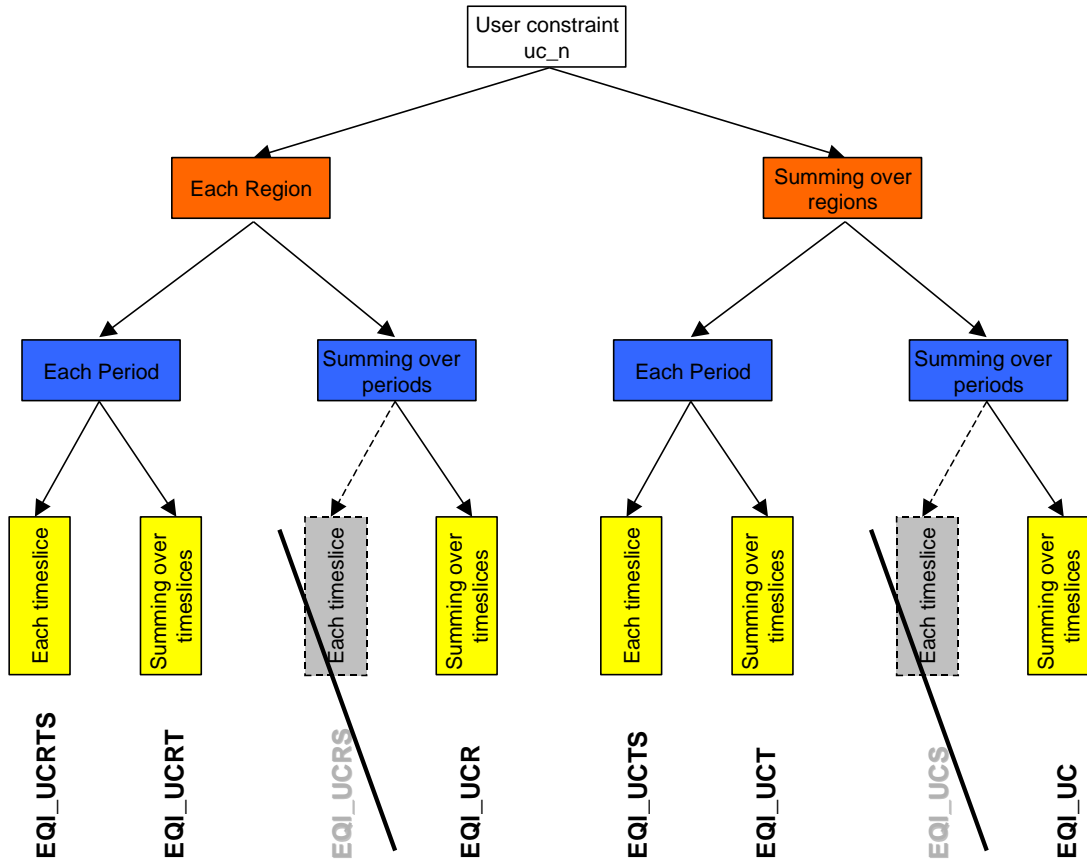 User constraint
uc_n
Each Region
Summing over
regions
Each Period
Summing over
periods
Each Period
Summing over
periods
Each timeslice
Summing over
timeslices
Each timeslice
Summing over
timeslices
Each timeslice
Summing over
timeslices
Each timeslice
Summing over
timeslices
EQI_UCRTS
EQI_UCRT
EQI_UCRS
EQI_UCR
EQI_UCTS
EQI_UCT
EQI_UCS
EQI_UC